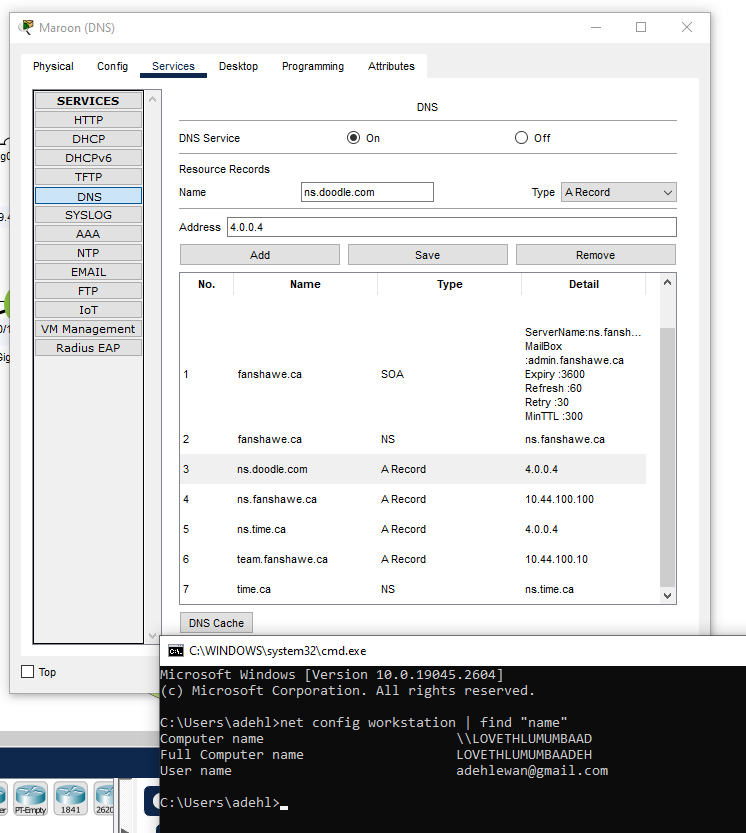 Maroon (DNS)
Physical Config Services Desktop Programming Attributes
SERVICES
HTTP
DHCP
DHCPv6
TFTP
DNS
SYSLOG
AAA
NTP
EMAIL
FTP
IoT
VM Management
Radius EAP
DNS
DNS Service On Off
Resource Records
Name ns.doodle.com Type A Record
Address 4.0.0.4
Add Save Remove
No. Name Type Detail
1 fanshawe.ca SOA
ServerName:ns.fansh...
MailBox
:admin.fanshawe.ca
Expiry :3600
Refresh :60
Retry :30
MinTTL :300
2 fanshawe.ca NS ns.fanshawe.ca
3 ns.doodle.com A Record 4.0.0.4
4 ns.fanshawe.ca A Record 10.44.100.100
5 ns.time.ca A Record 4.0.0.4
6 team.fanshawe.ca A Record 10.44.100.10
7 time.ca NS ns.time.ca
DNS Cache
Top
C:\WINDOWS\system32\cmd.exe
Microsoft Windows [Version 10.0.19045.2604]
(c) Microsoft Corporation. All rights reserved.
C:\Users\adehl>net config workstation | find "name"
Computer name \\LOVETHLUMUMBAAD
Full Computer name LOVETHLUMUMBAADEH
User name adehlewan@gmail.com
C:\Users\adehl>
PT-Empty 1841 2620